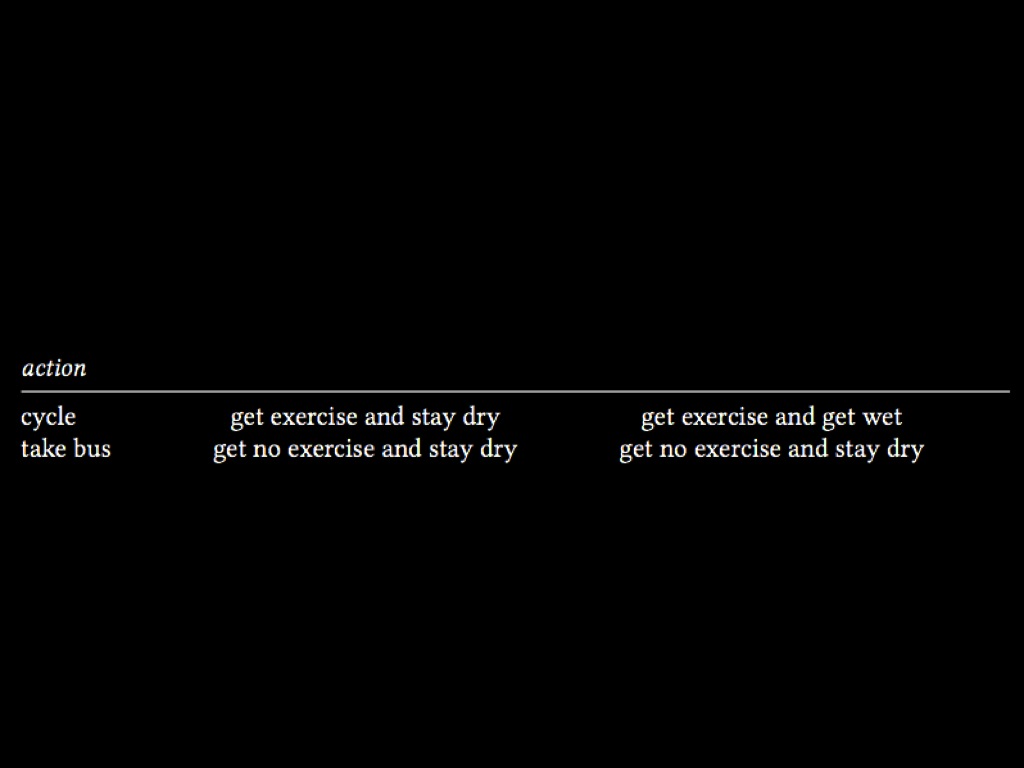 action
cycle get exercise and stay dry get exercise and get wet
take bus get no exercise and stay dry get no exercise and stay dry